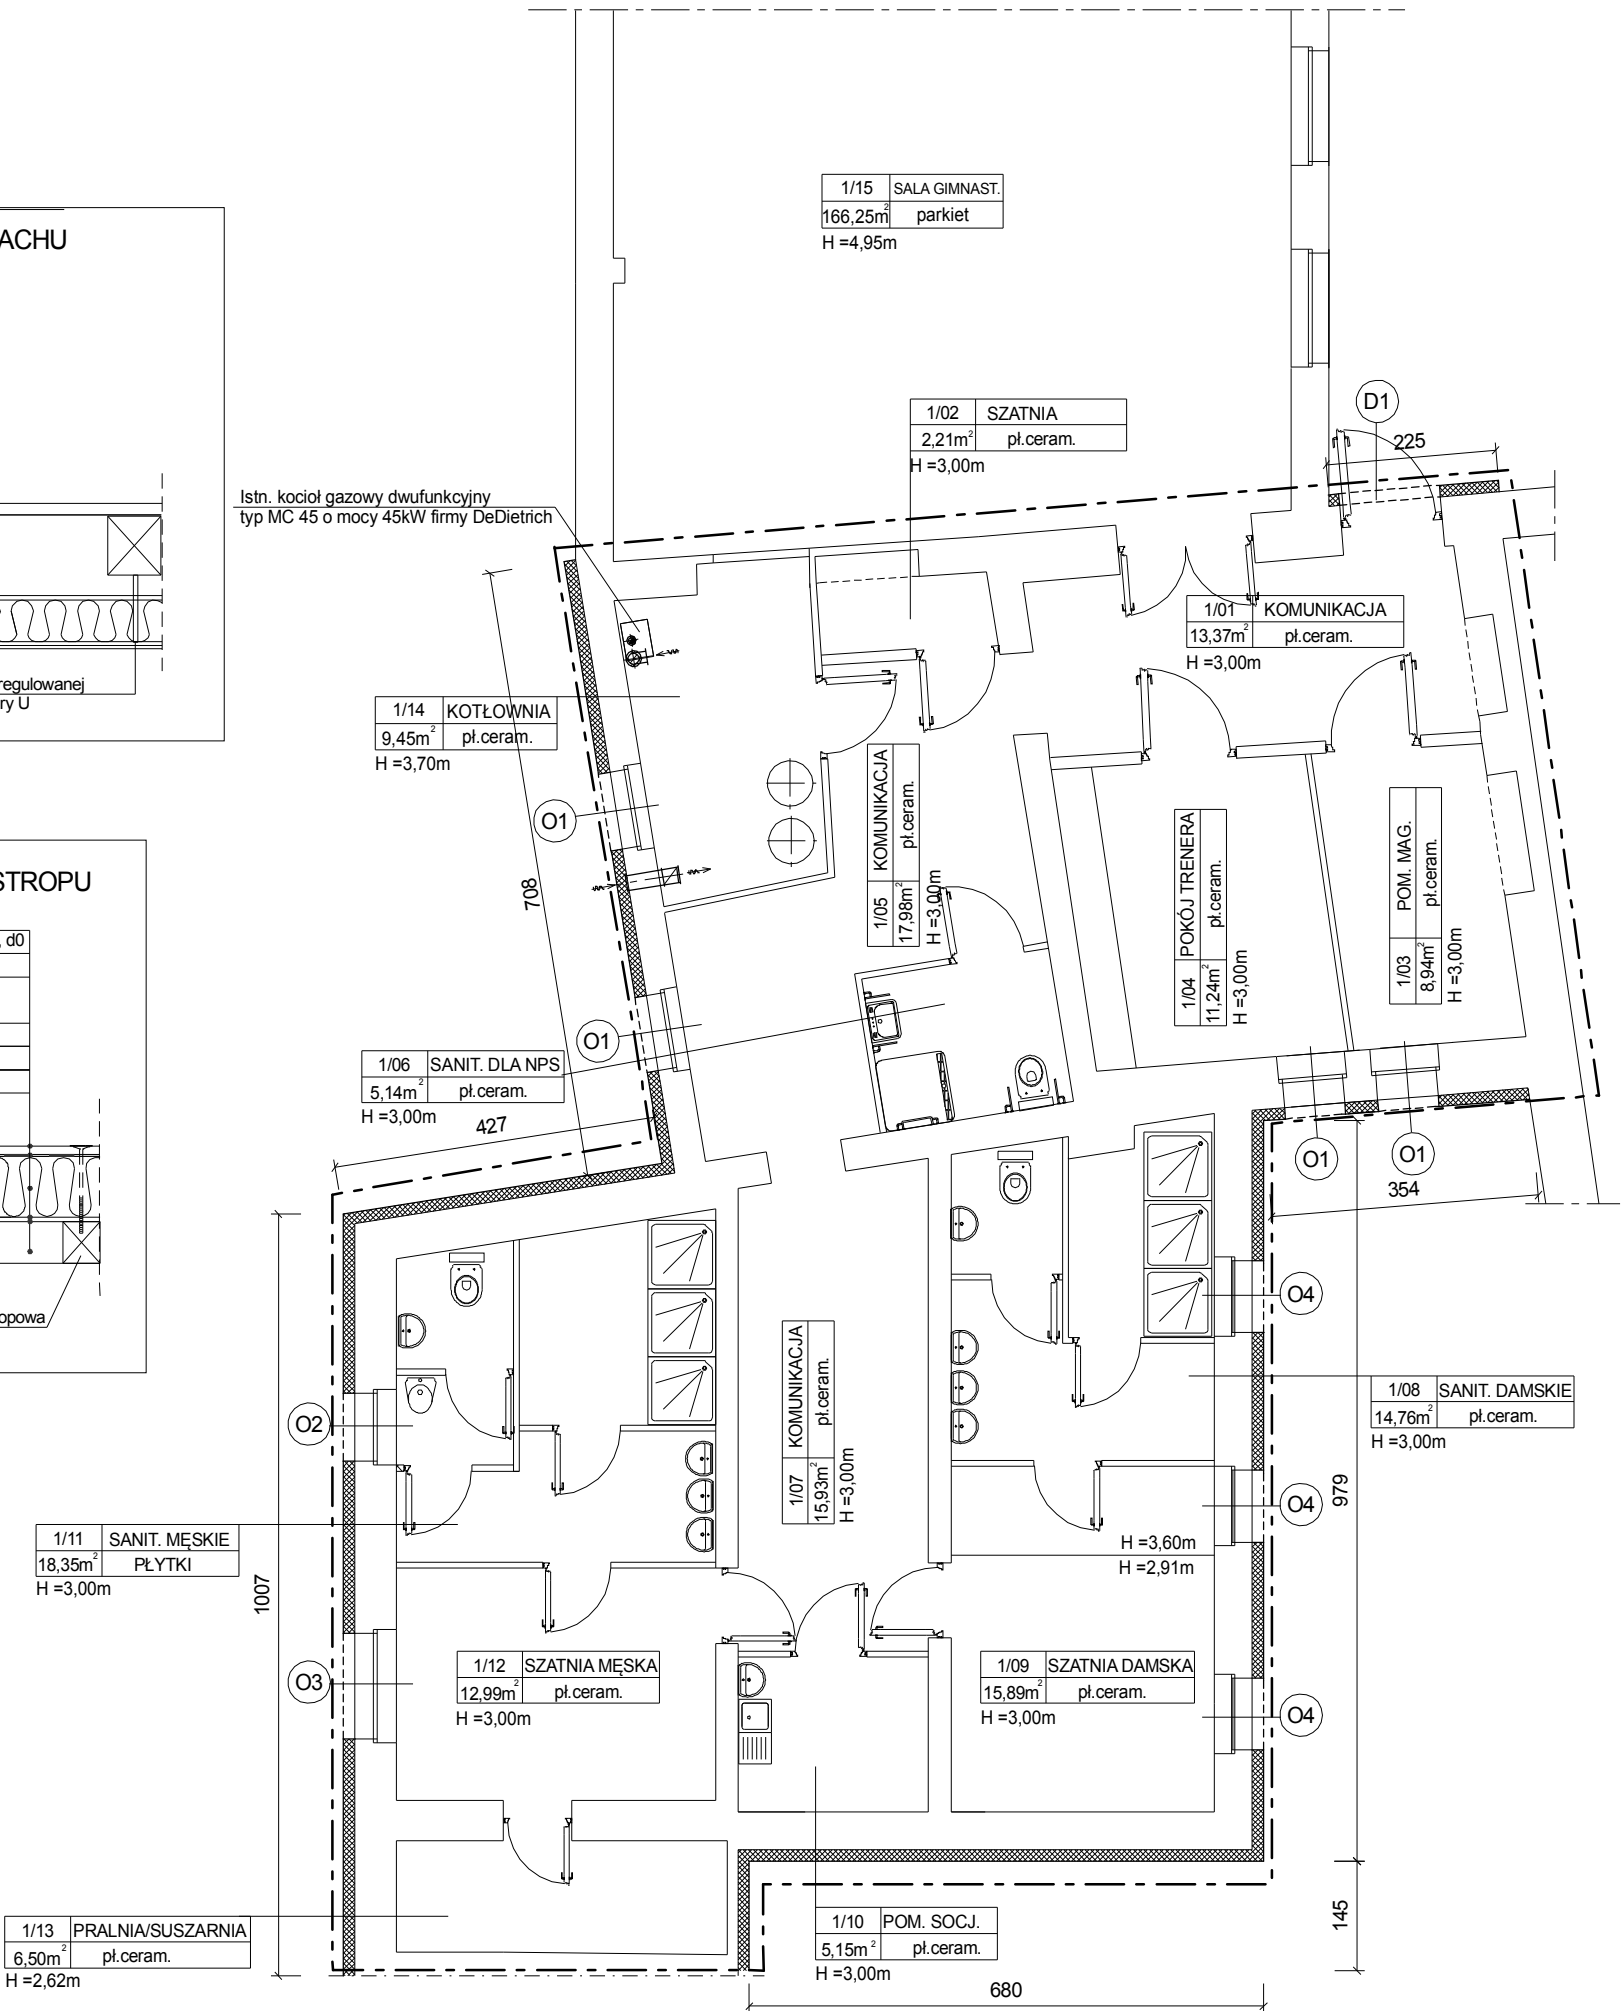 1/15 SALA GIMNAST.
166,25m² parkiet
H =4,95m
ACHU
regulowanej
ry U
STROPU
, d0
opowa
1/02 SZATNIA
2,21m² pł.ceram.
H =3,00m
D1
225
Istn. kocioł gazowy dwufunkcyjny
typ MC 45 o mocy 45kW firmy DeDietrich
1/01 KOMUNIKACJA
13,37m² pł.ceram.
H =3,00m
1/14 KOTŁOWNIA
9,45m² pł.ceram.
H =3,70m
O1
708
1/05 KOMUNIKACJA
17,98m² pł.ceram.
H =3,00m
1/04 POKÓJ TRENERA
11,24m² pł.ceram.
H =3,00m
1/03 POM. MAG.
8,94m² pł.ceram.
H =3,00m
O1
1/06 SANIT. DLA NPS
5,14m² pł.ceram.
H =3,00m
427
O1
O1
354
O4
1/07 KOMUNIKACJA
15,93m² pł.ceram.
H =3,00m
1/08 SANIT. DAMSKIE
14,76m² pł.ceram.
H =3,00m
O2
979
O4
1/11 SANIT. MĘSKIE
18,35m² PŁYTKI
H =3,00m
1007
H =3,60m
H =2,91m
O3
1/12 SZATNIA MĘSKA
12,99m² pł.ceram.
H =3,00m
1/09 SZATNIA DAMSKA
15,89m² pł.ceram.
H =3,00m
O4
1/13 PRALNIA/SUSZARNIA
6,50m² pł.ceram.
H =2,62m
1/10 POM. SOCJ.
5,15m² pł.ceram.
H =3,00m
145
680